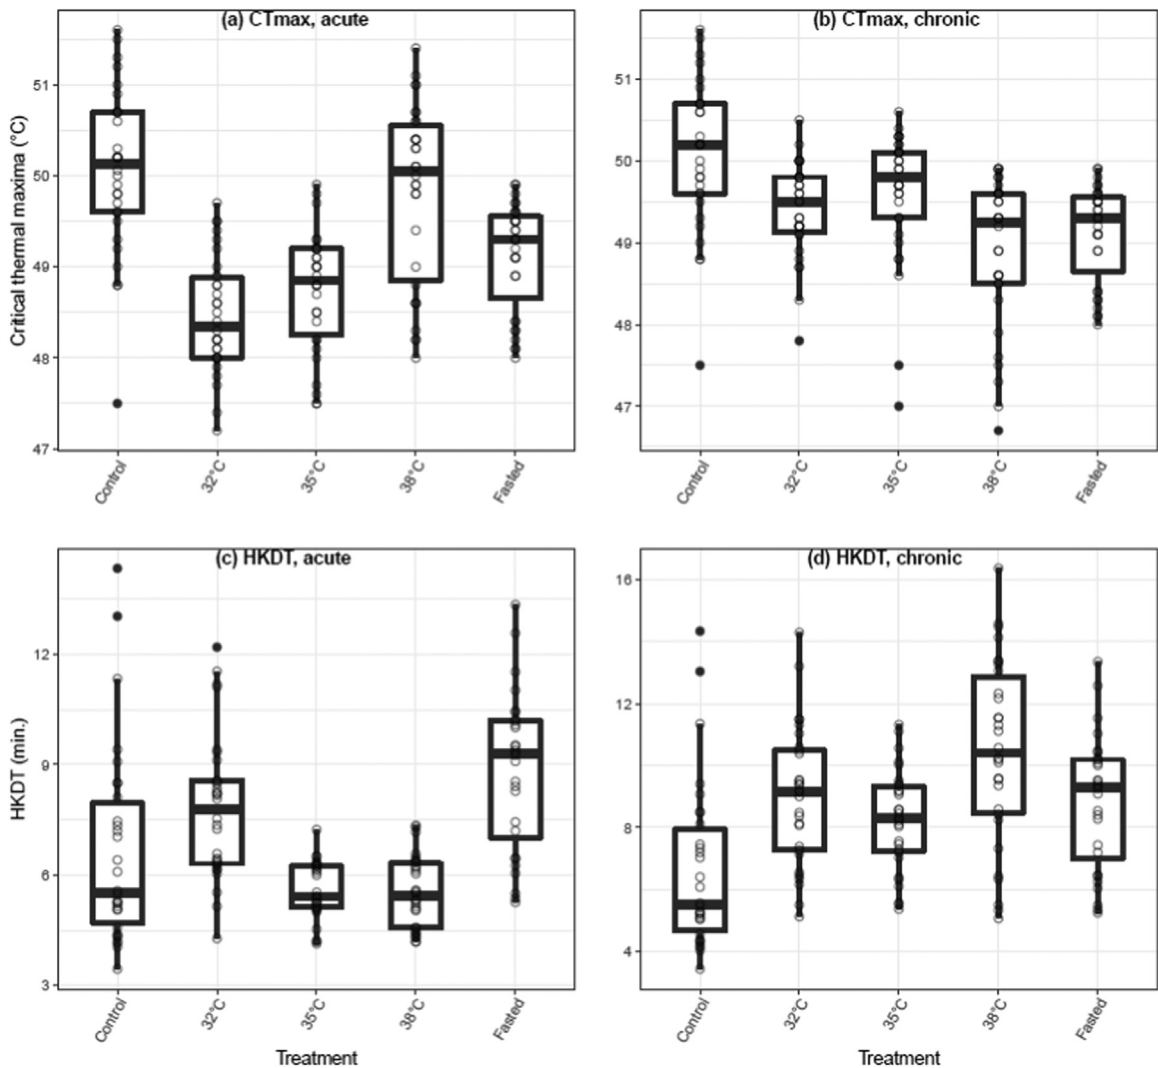 (a) CTmax, acute
Critical thermal maxima (°C)
51
50
49
48
47
Control
32°C
35°C
38°C
Fasted
(b) CTmax, chronic
51
50
49
48
47
Control
32°C
35°C
38°C
Fasted
(c) HKDT, acute
HKDT (min.)
12
9
6
3
Control
32°C
35°C
38°C
Fasted
Treatment
(d) HKDT, chronic
16
12
8
4
Control
32°C
35°C
38°C
Fasted
Treatment